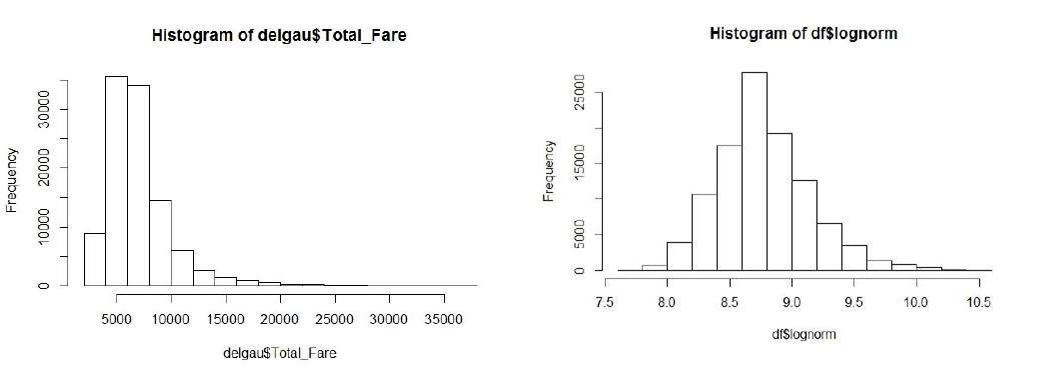 Histogram of delgau$Total_Fare
Frequency
0 10000 20000 30000
5000 10000 15000 20000 25000 30000 35000
delgau$Total_Fare
Histogram of df$lognorm
Frequency
0 5000 15000 25000
7.5 8.0 8.5 9.0 9.5 10.0 10.5
df$lognorm